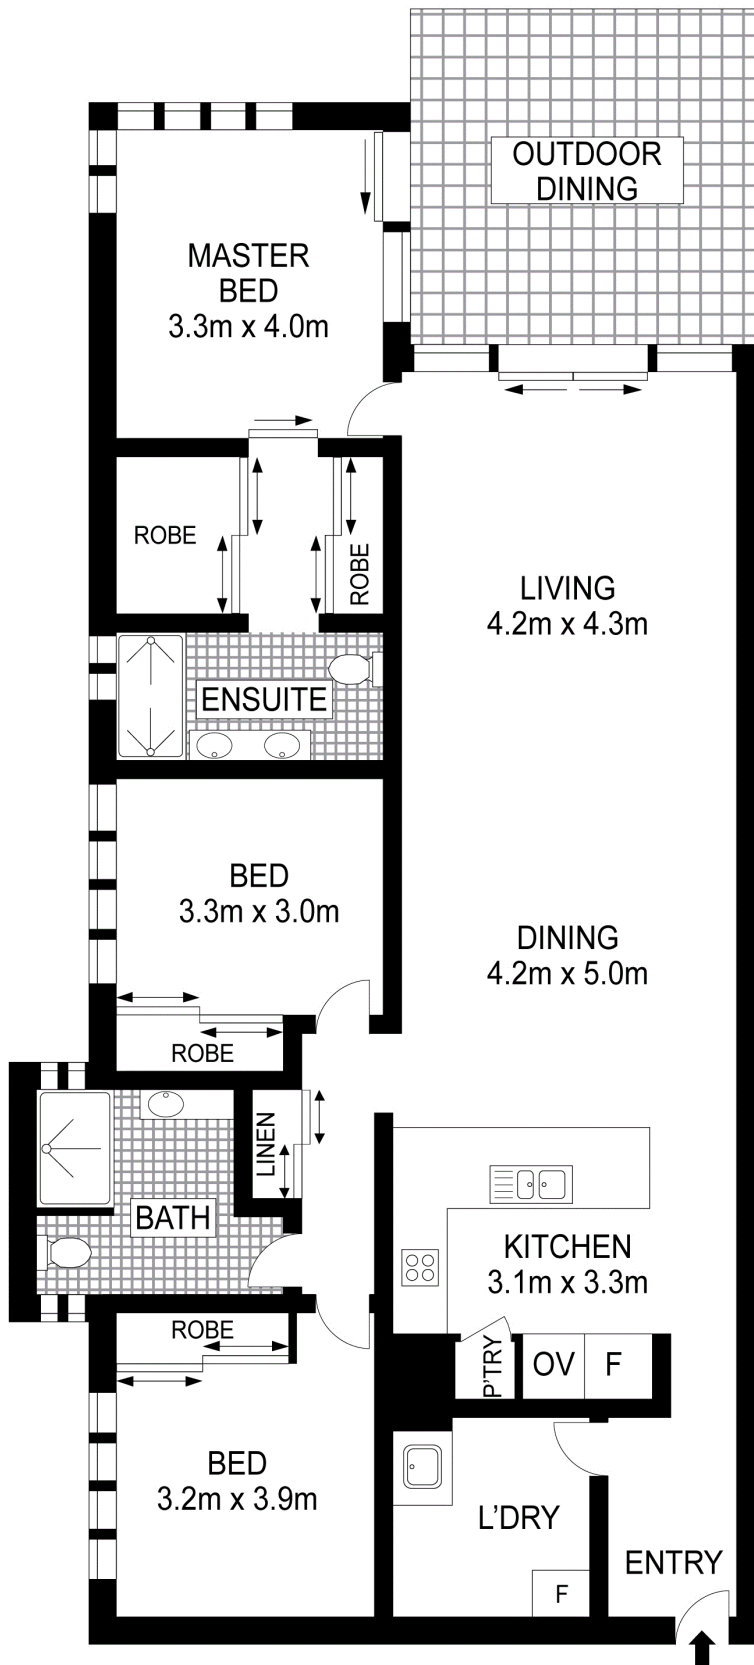 OUTDOOR
DINING
MASTER
BED
3.3m x 4.0m
ROBE
ROBE
LIVING
4.2m x 4.3m
ENSUITE
BED
3.3m x 3.0m
DINING
4.2m x 5.0m
ROBE
LINEN
BATH
KITCHEN
3.1m x 3.3m
ROBE
P'TRY
OV
F
BED
3.2m x 3.9m
L'DRY
ENTRY
F